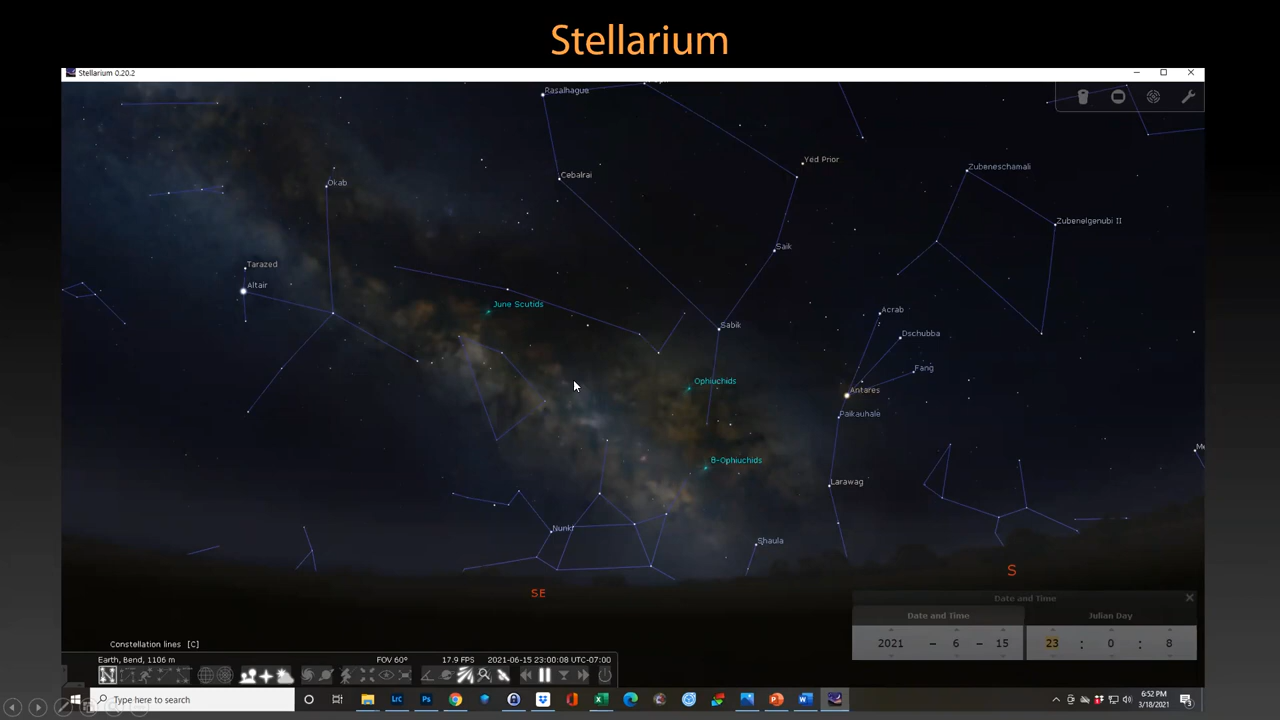 Stellarium
Stellarium 0.20.2
Rasalhague
Yed Prior
Zubeneschamali
Cebalrai
Okab
Zubenelgenubi II
Saik
Tarazed
Altair
June Scutids
Acrab
Sabik
Dschubba
Fang
Ophiuchids
Antares
Paikauhale
θ-Ophiuchids
Larawag
Nunki
Shaula
S
SE
Date and Time
Date and Time Julian Day
2021 - 6 - 15 23 : 0 : 8
Constellation lines [C]
Earth, Bend, 1106 m FOV 60° 17.9 FPS 2021-06-15 23:00:08 UTC-07:00
Type here to search
Lrc
Ps
6:52 PM
3/18/2021